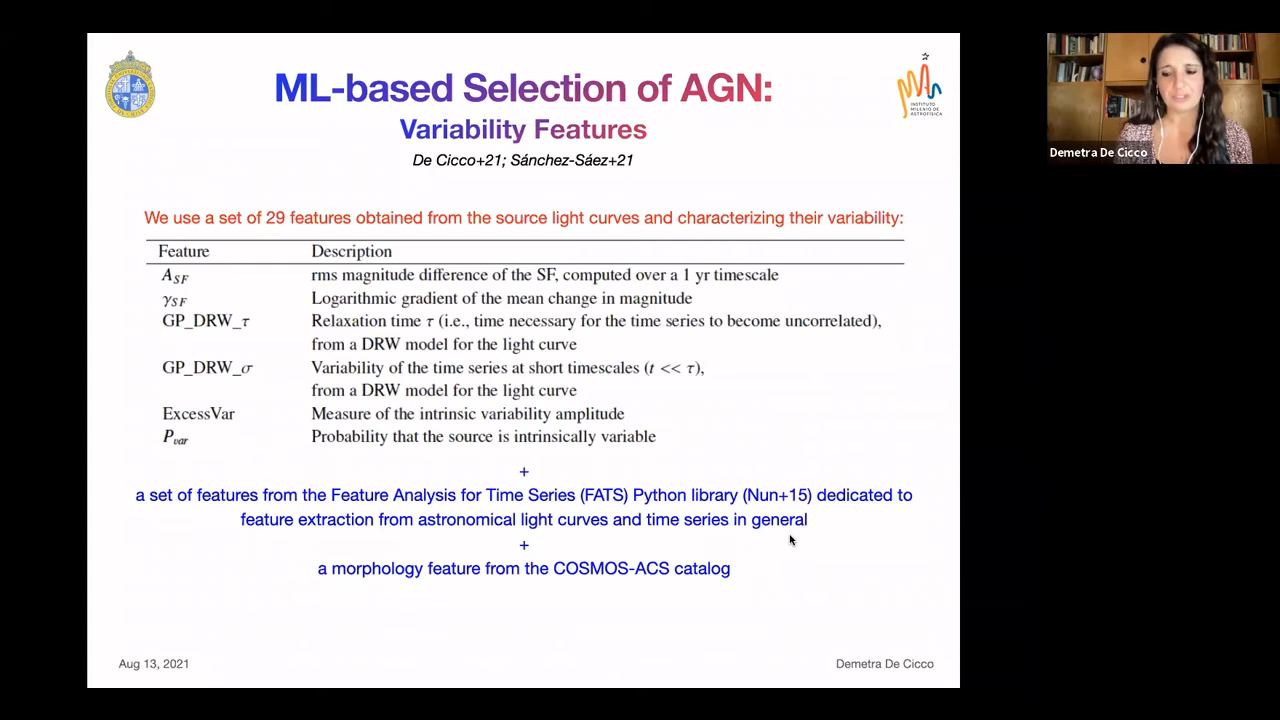 ML-based Selection of AGN:
Variability Features
De Cicco+21; Sánchez-Sáez+21
INSTITUTO
MILENIO DE
ASTROFÍSICA
Demetra De Cicco
We use a set of 29 features obtained from the source light curves and characterizing their variability:
Feature Description
A_SF rms magnitude difference of the SF, computed over a 1 yr timescale
γ_SF Logarithmic gradient of the mean change in magnitude
GP_DRW_τ Relaxation time τ (i.e., time necessary for the time series to become uncorrelated),
from a DRW model for the light curve
GP_DRW_σ Variability of the time series at short timescales (t << τ),
from a DRW model for the light curve
ExcessVar Measure of the intrinsic variability amplitude
P_var Probability that the source is intrinsically variable
+
a set of features from the Feature Analysis for Time Series (FATS) Python library (Nun+15) dedicated to
feature extraction from astronomical light curves and time series in general
+
a morphology feature from the COSMOS-ACS catalog
Aug 13, 2021
Demetra De Cicco